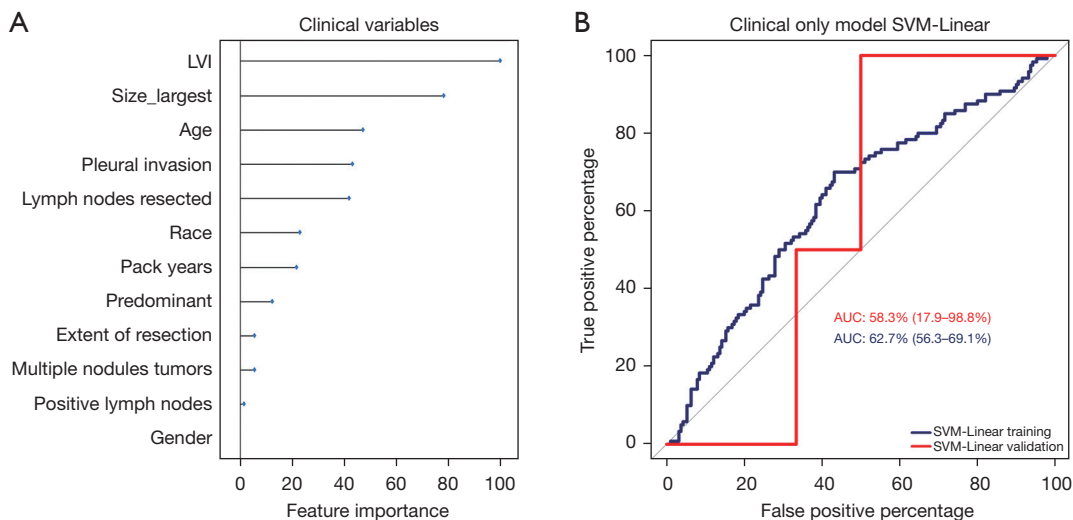 A
Clinical variables
LVI
Size_largest
Age
Pleural invasion
Lymph nodes resected
Race
Pack years
Predominant
Extent of resection
Multiple nodules tumors
Positive lymph nodes
Gender
0 20 40 60 80 100
Feature importance
B
Clinical only model SVM-Linear
True positive percentage
100
80
60
40
20
0
AUC: 58.3% (17.9–98.8%)
AUC: 62.7% (56.3–69.1%)
SVM-Linear training
SVM-Linear validation
0 20 40 60 80 100
False positive percentage